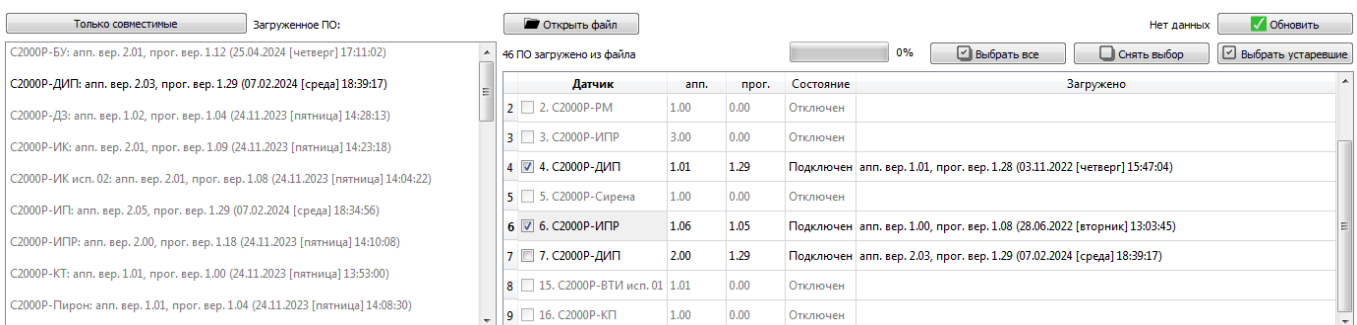 Только совместимые Загруженное ПО: Открыть файл Нет данных Обновить
46 ПО загружено из файла 0% Выбрать все Снять выбор Выбрать устаревшие
С2000Р-БУ: апп. вер. 2.01, прог. вер. 1.12 (25.04.2024 [четверг] 17:11:02)
С2000Р-ДИП: апп. вер. 2.03, прог. вер. 1.29 (07.02.2024 [среда] 18:39:17)
С2000Р-ДЗ: апп. вер. 1.02, прог. вер. 1.04 (24.11.2023 [пятница] 14:28:13)
С2000Р-ИК: апп. вер. 2.01, прог. вер. 1.09 (24.11.2023 [пятница] 14:23:18)
С2000Р-ИК исп. 02: апп. вер. 2.01, прог. вер. 1.08 (24.11.2023 [пятница] 14:04:22)
С2000Р-ИП: апп. вер. 2.05, прог. вер. 1.29 (07.02.2024 [среда] 18:34:56)
С2000Р-ИПР: апп. вер. 2.00, прог. вер. 1.18 (24.11.2023 [пятница] 14:10:08)
С2000Р-КТ: апп. вер. 1.01, прог. вер. 1.00 (24.11.2023 [пятница] 13:53:00)
С2000Р-Пирон: апп. вер. 1.01, прог. вер. 1.04 (24.11.2023 [пятница] 14:08:30)
Датчик апп. прог. Состояние Загружено
2 2. С2000Р-РМ 1.00 0.00 Отключен
3 3. С2000Р-ИПР 3.00 0.00 Отключен
4 4. С2000Р-ДИП 1.01 1.29 Подключен апп. вер. 1.01, прог. вер. 1.28 (03.11.2022 [четверг] 15:47:04)
5 5. С2000Р-Сирена 1.00 0.00 Отключен
6 6. С2000Р-ИПР 1.06 1.05 Подключен апп. вер. 1.00, прог. вер. 1.08 (28.06.2022 [вторник] 13:03:45)
7 7. С2000Р-ДИП 2.00 1.29 Подключен апп. вер. 2.03, прог. вер. 1.29 (07.02.2024 [среда] 18:39:17)
8 15. С2000Р-ВТИ исп. 01 1.01 0.00 Отключен
9 16. С2000Р-КП 1.00 0.00 Отключен